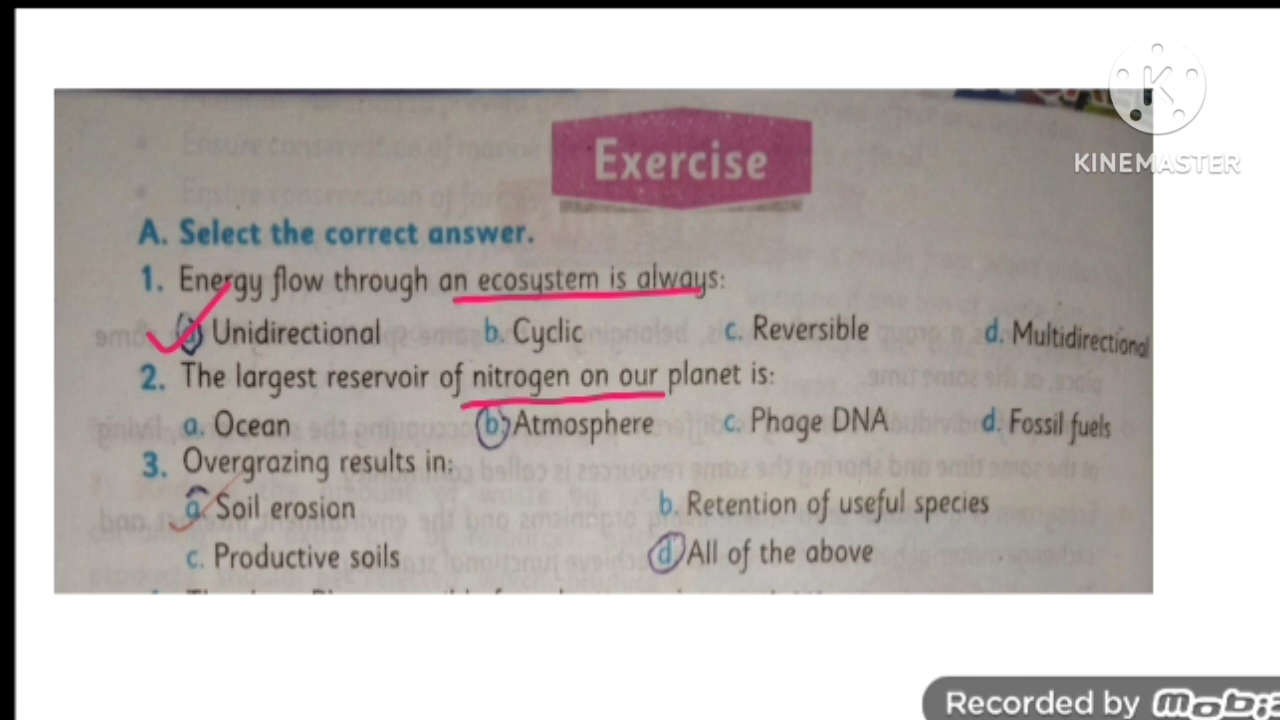 KINEMASTER
Exercise
A. Select the correct answer.
1. Energy flow through an ecosystem is always:
a. Unidirectional b. Cyclic c. Reversible d. Multidirectional
2. The largest reservoir of nitrogen on our planet is:
a. Ocean b. Atmosphere c. Phage DNA d. Fossil fuels
3. Overgrazing results in:
a. Soil erosion b. Retention of useful species
c. Productive soils d. All of the above
Recorded by